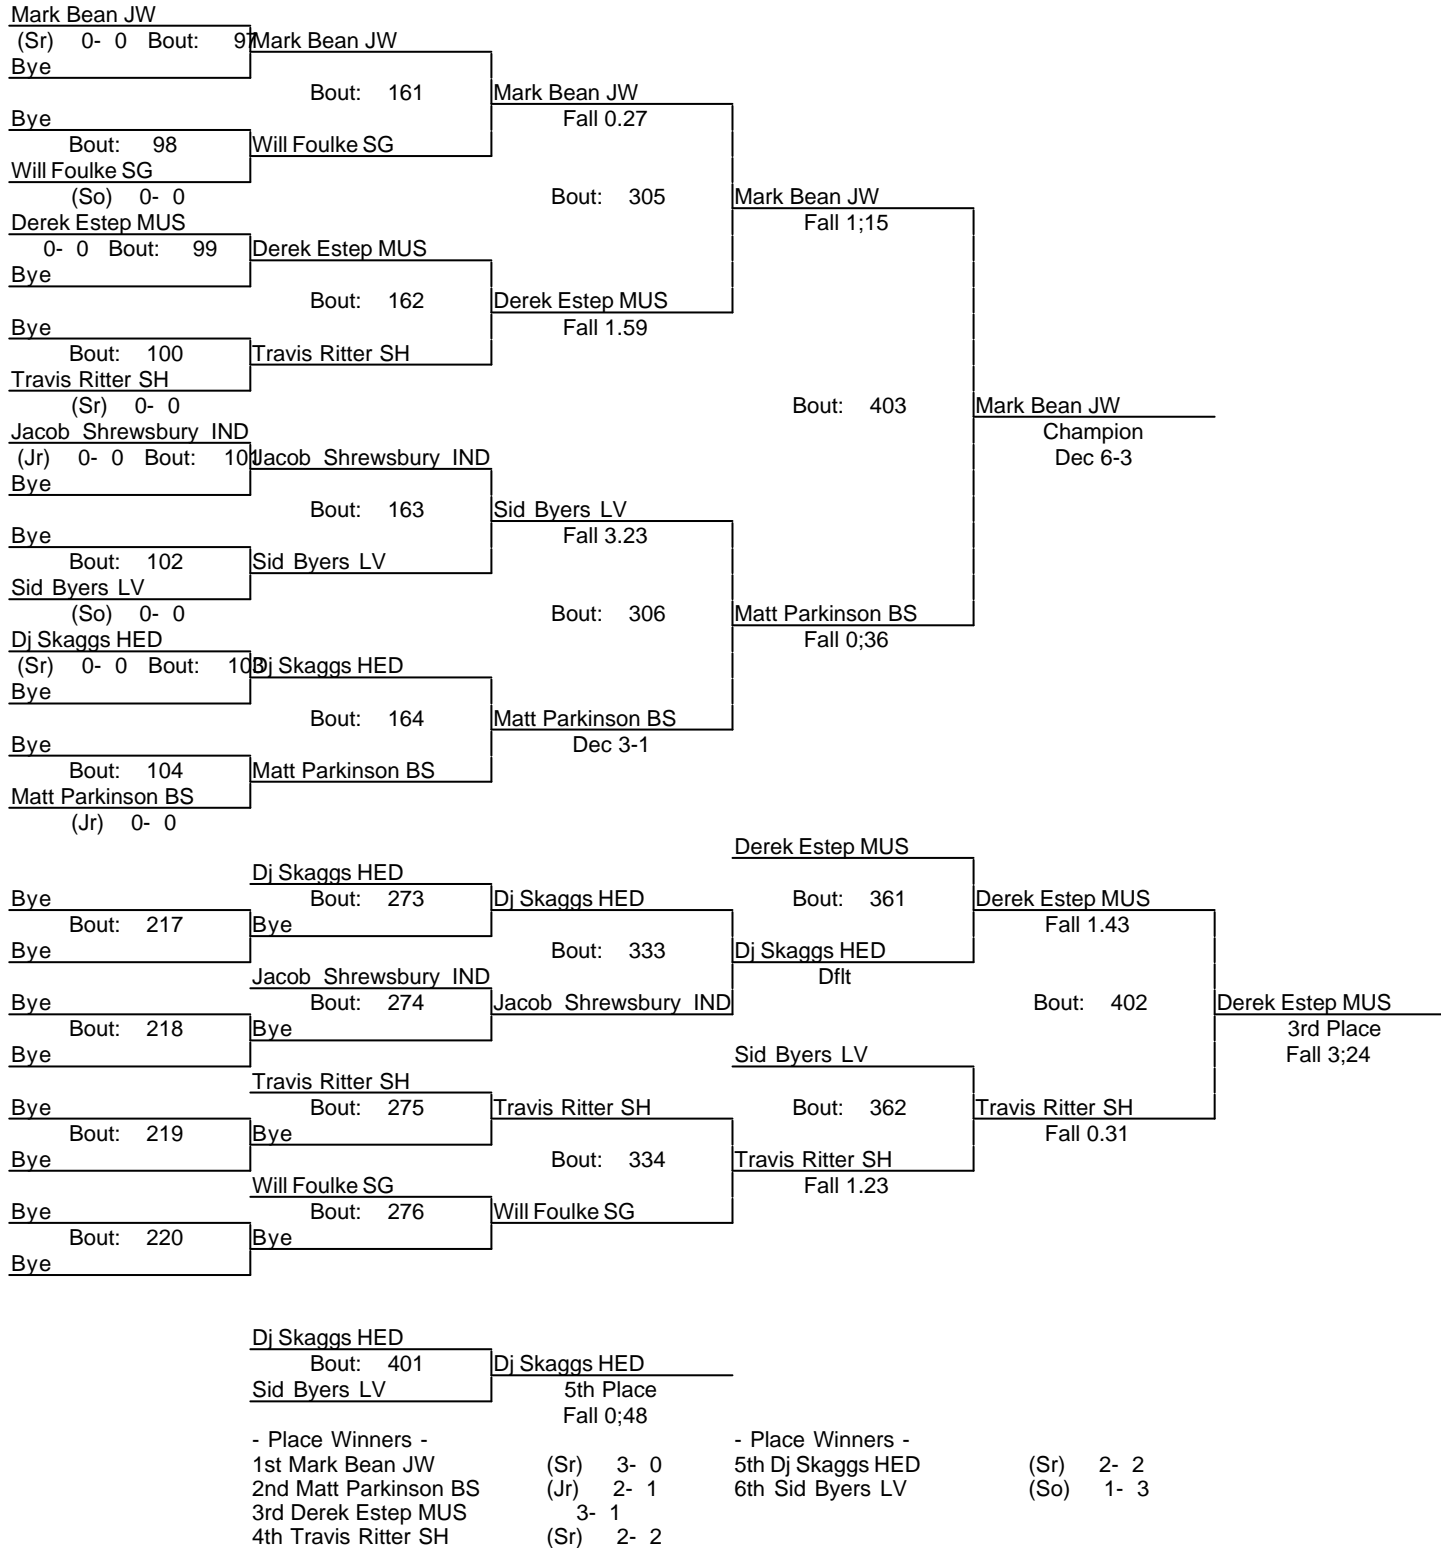 Mark Bean JW
(Sr) 0- 0 Bout: 97 Mark Bean JW
Bye
Bout: 161 Mark Bean JW
Bye Fall 0.27
Bout: 98 Will Foulke SG
Will Foulke SG
(So) 0- 0 Bout: 305 Mark Bean JW
Derek Estep MUS Fall 1;15
0- 0 Bout: 99 Derek Estep MUS
Bye
Bout: 162 Derek Estep MUS
Bye Fall 1.59
Bout: 100 Travis Ritter SH
Travis Ritter SH
(Sr) 0- 0 Bout: 403 Mark Bean JW
Jacob Shrewsbury IND Champion
(Jr) 0- 0 Bout: 101 Jacob Shrewsbury IND Dec 6-3
Bye
Bout: 163 Sid Byers LV
Bye Fall 3.23
Bout: 102 Sid Byers LV
Sid Byers LV
(So) 0- 0 Bout: 306 Matt Parkinson BS
Dj Skaggs HED Fall 0;36
(Sr) 0- 0 Bout: 103 Dj Skaggs HED
Bye
Bout: 164 Matt Parkinson BS
Bye Dec 3-1
Bout: 104 Matt Parkinson BS
Matt Parkinson BS
(Jr) 0- 0
Derek Estep MUS
Dj Skaggs HED
Bye Bout: 273 Dj Skaggs HED Bout: 361 Derek Estep MUS
Bout: 217 Bye Fall 1.43
Bye Bout: 333 Dj Skaggs HED
Jacob Shrewsbury IND Dflt
Bye Bout: 274 Jacob Shrewsbury IND Bout: 402 Derek Estep MUS
Bout: 218 Bye 3rd Place
Bye Sid Byers LV Fall 3;24
Travis Ritter SH
Bye Bout: 275 Travis Ritter SH Bout: 362 Travis Ritter SH
Bout: 219 Bye Fall 0.31
Bye Bout: 334 Travis Ritter SH
Will Foulke SG Fall 1.23
Bye Bout: 276 Will Foulke SG
Bout: 220 Bye
Bye
Dj Skaggs HED
Bout: 401 Dj Skaggs HED
Sid Byers LV 5th Place
Fall 0;48
- Place Winners - - Place Winners -
1st Mark Bean JW (Sr) 3- 0 5th Dj Skaggs HED (Sr) 2- 2
2nd Matt Parkinson BS (Jr) 2- 1 6th Sid Byers LV (So) 1- 3
3rd Derek Estep MUS 3- 1
4th Travis Ritter SH (Sr) 2- 2